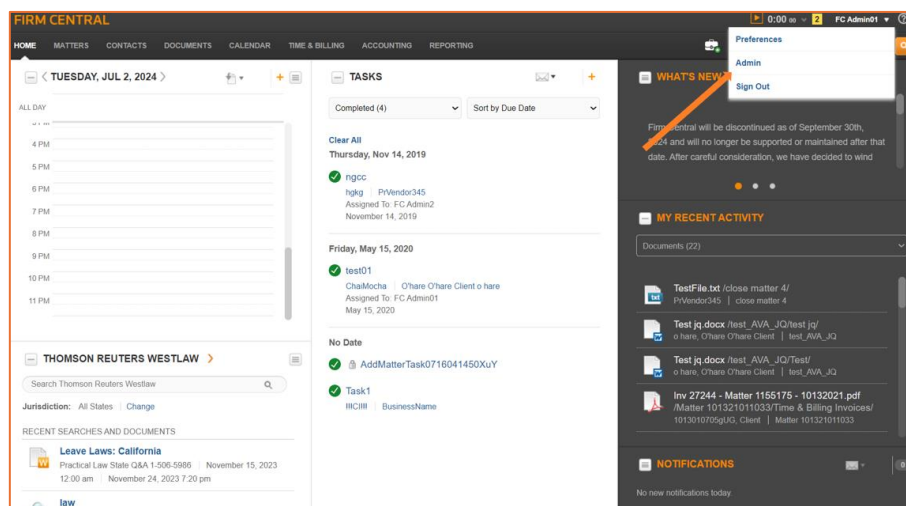 FIRM CENTRAL
0:00 00 2 FC Admin01
HOME MATTERS CONTACTS DOCUMENTS CALENDAR TIME & BILLING ACCOUNTING REPORTING
Preferences
Admin
Sign Out
TUESDAY, JUL 2, 2024
ALL DAY
4 PM
5 PM
6 PM
7 PM
8 PM
9 PM
10 PM
11 PM
THOMSON REUTERS WESTLAW
Search Thomson Reuters Westlaw
Jurisdiction: All States Change
RECENT SEARCHES AND DOCUMENTS
Leave Laws: California
Practical Law State Q&A 1-506-5986 November 15, 2023
12:00 am November 24, 2023 7:20 pm
law
TASKS
Completed (4) Sort by Due Date
Clear All
Thursday, Nov 14, 2019
ngcc
hgkg PrVendor345
Assigned To: FC Admin2
November 14, 2019
Friday, May 15, 2020
test01
ChaiMocha O'hare O'hare Client o hare
Assigned To: FC Admin01
May 15, 2020
No Date
AddMatterTask0716041450XuY
Task1
BusinessName
WHAT'S NEW
Firm Central will be discontinued as of September 30th,
2024 and will no longer be supported or maintained after that
date. After careful consideration, we have decided to wind
MY RECENT ACTIVITY
Documents (22)
TestFile.txt /close matter 4/
PrVendor345 | close matter 4
Test jq.docx /test_AVA_JQ/test jq/
o hare, O'hare O'hare Client | test_AVA_JQ
Test jq.docx /test_AVA_JQ/Test/
o hare, O'hare O'hare Client | test_AVA_JQ
Inv 27244 - Matter 1155175 - 10132021.pdf
/Matter 101321011033/Time & Billing Invoices/
1013010705gUG, Client | Matter 101321011033
NOTIFICATIONS 0
No new notifications today